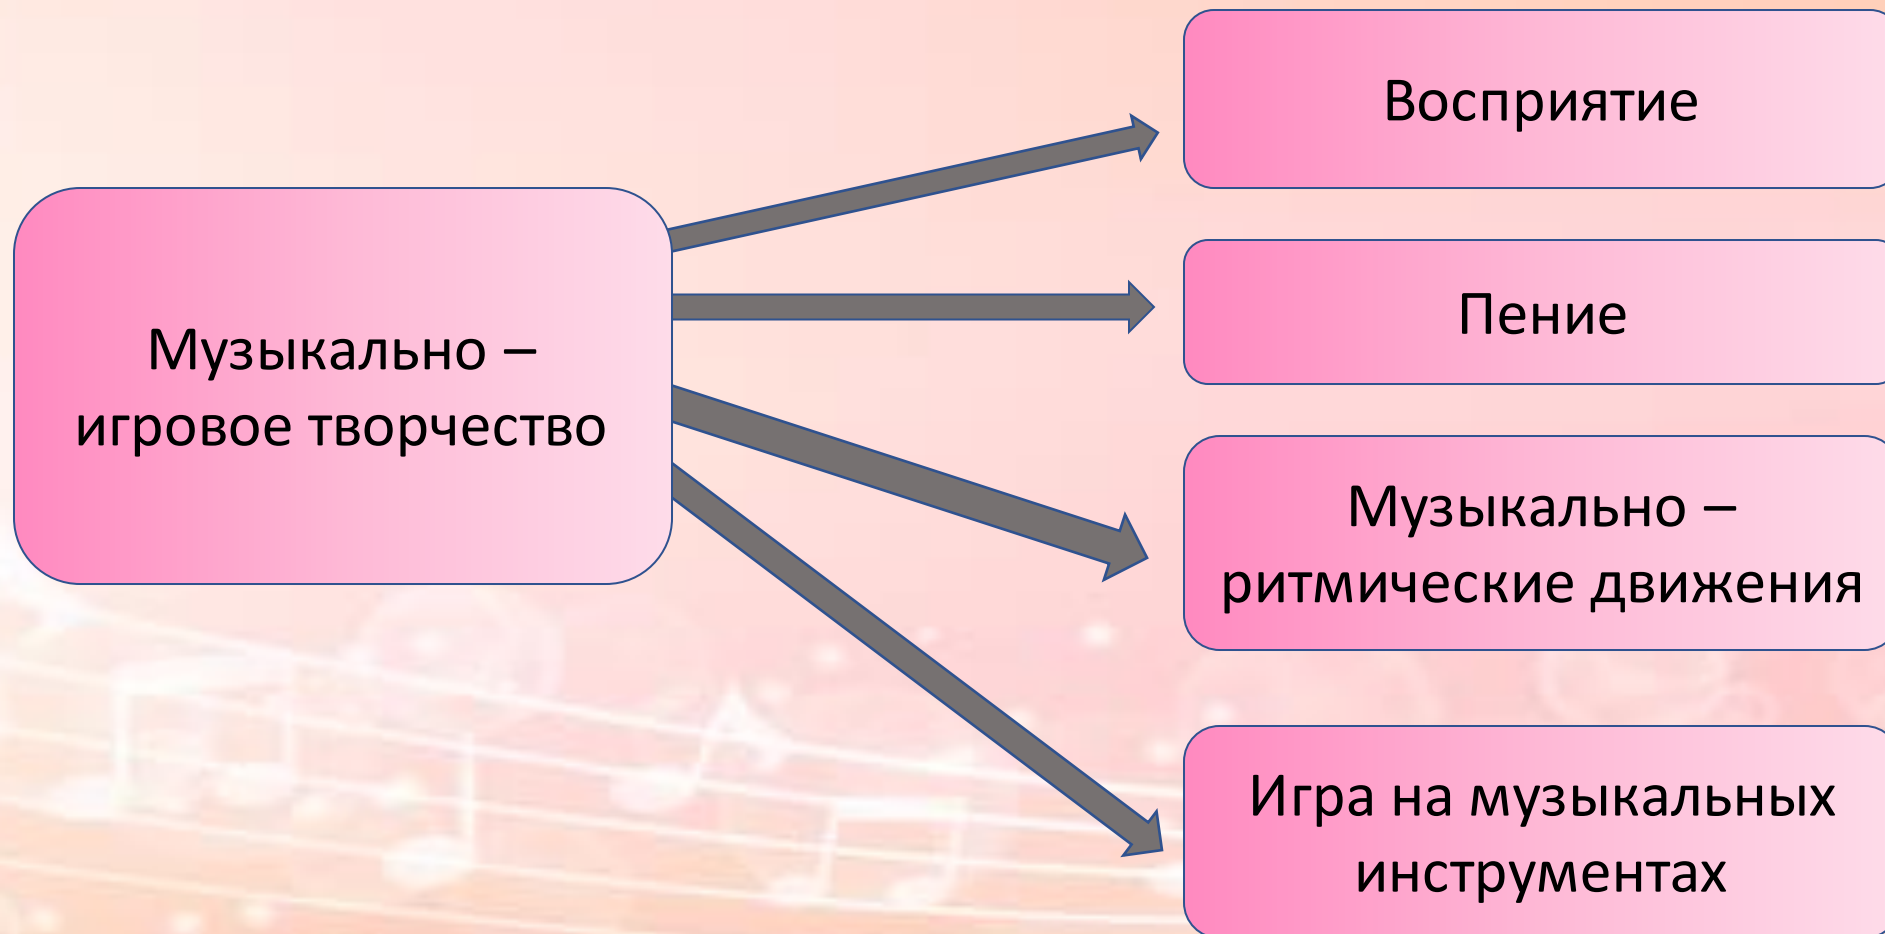 Музыкально –
игровое творчество
Восприятие
Пение
Музыкально –
ритмические движения
Игра на музыкальных
инструментах